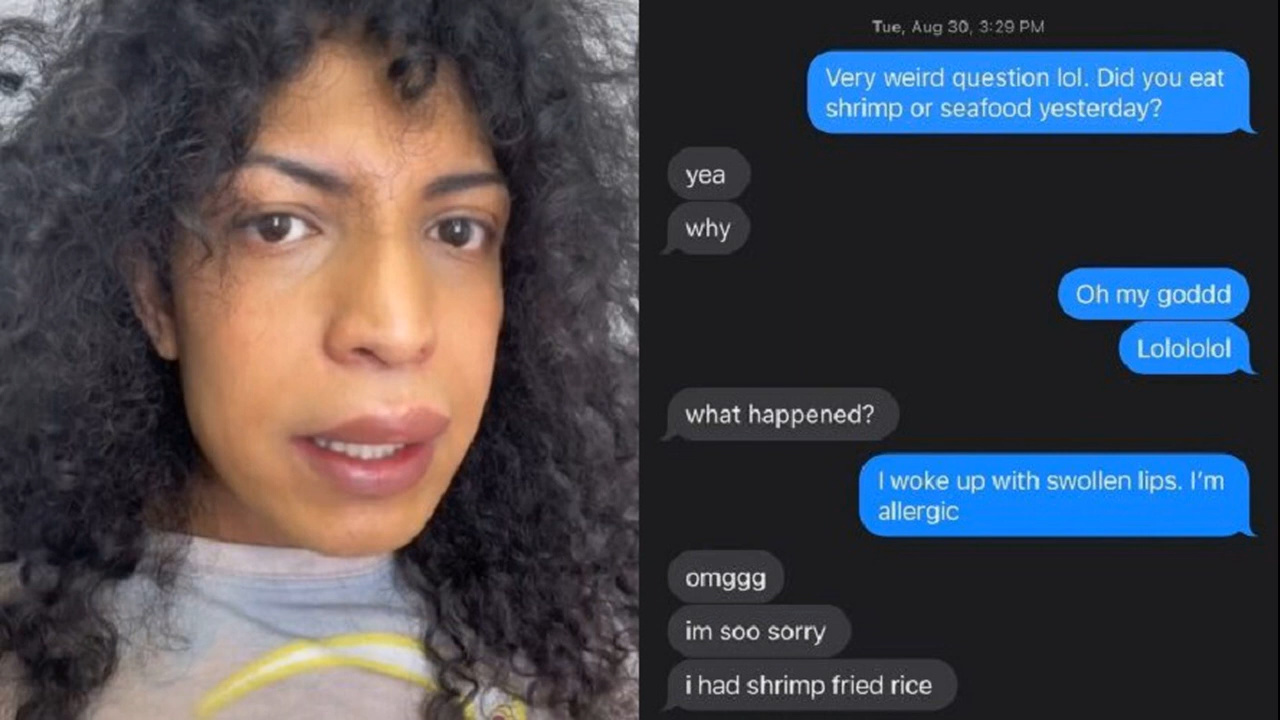 Tue, Aug 30, 3:29 PM
Very weird question lol. Did you eat
shrimp or seafood yesterday?
yea
why
Oh my goddd
Lolololol
what happened?
I woke up with swollen lips. I’m
allergic
omggg
im soo sorry
i had shrimp fried rice